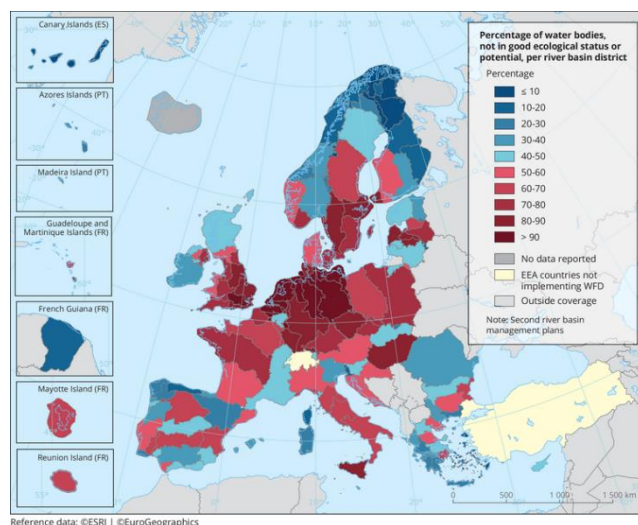 Canary Islands (ES)
Azores Islands (PT)
Madeira Island (PT)
Guadeloupe and
Martinique Islands (FR)
French Guiana (FR)
Mayotte Island (FR)
Reunion Island (FR)
Percentage of water bodies,
not in good ecological status or
potential, per river basin district
Percentage
≤ 10
10-20
20-30
30-40
40-50
50-60
60-70
70-80
80-90
> 90
No data reported
EEA countries not
implementing WFD
Outside coverage
Note: Second river basin
management plans
0 500 1 000 1 500 km
Reference data: ©ESRI | ©EuroGeographics